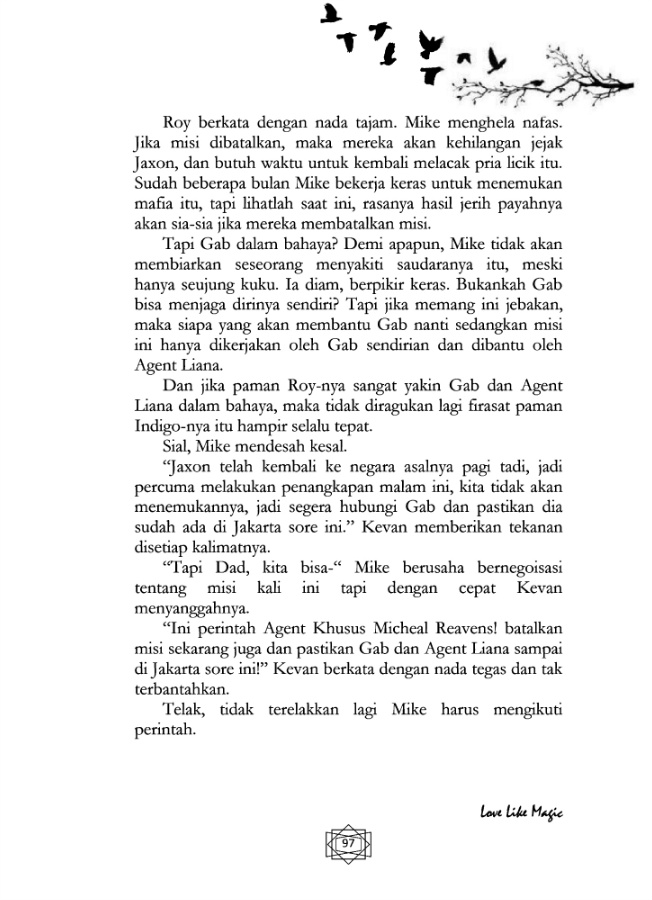 Roy berkata dengan nada tajam. Mike menghela nafas.
Jika misi dibatalkan, maka mereka akan kehilangan jejak
Jaxon, dan butuh waktu untuk kembali melacak pria licik itu.
Sudah beberapa bulan Mike bekerja keras untuk menemukan
mafia itu, tapi lihatlah saat ini, rasanya hasil jerih payahnya
akan sia-sia jika mereka membatalkan misi.
Tapi Gab dalam bahaya? Demi apapun, Mike tidak akan
membiarkan seseorang menyakiti saudaranya itu, meski
hanya seujung kuku. Ia diam, berpikir keras. Bukankah Gab
bisa menjaga dirinya sendiri? Tapi jika memang ini jebakan,
maka siapa yang akan membantu Gab nanti sedangkan misi
ini hanya dikerjakan oleh Gab sendirian dan dibantu oleh
Agent Liana.
Dan jika paman Roy-nya sangat yakin Gab dan Agent
Liana dalam bahaya, maka tidak diragukan lagi firasat paman
Indigo-nya itu hampir selalu tepat.
Sial, Mike mendesah kesal.
“Jaxon telah kembali ke negara asalnya pagi tadi, jadi
percuma melakukan penangkapan malam ini, kita tidak akan
menemukannya, jadi segera hubungi Gab dan pastikan dia
sudah ada di Jakarta sore ini.” Kevan memberikan tekanan
disetiap kalimatnya.
“Tapi Dad, kita bisa-“ Mike berusaha bernegoisasi
tentang misi kali ini tapi dengan cepat Kevan
menyanggahnya.
“Ini perintah Agent Khusus Micheal Reavens! batalkan
misi sekarang juga dan pastikan Gab dan Agent Liana sampai
di Jakarta sore ini!” Kevan berkata dengan nada tegas dan tak
terbantahkan.
Telak, tidak terelakkan lagi Mike harus mengikuti
perintah.
Love Like Magic
97